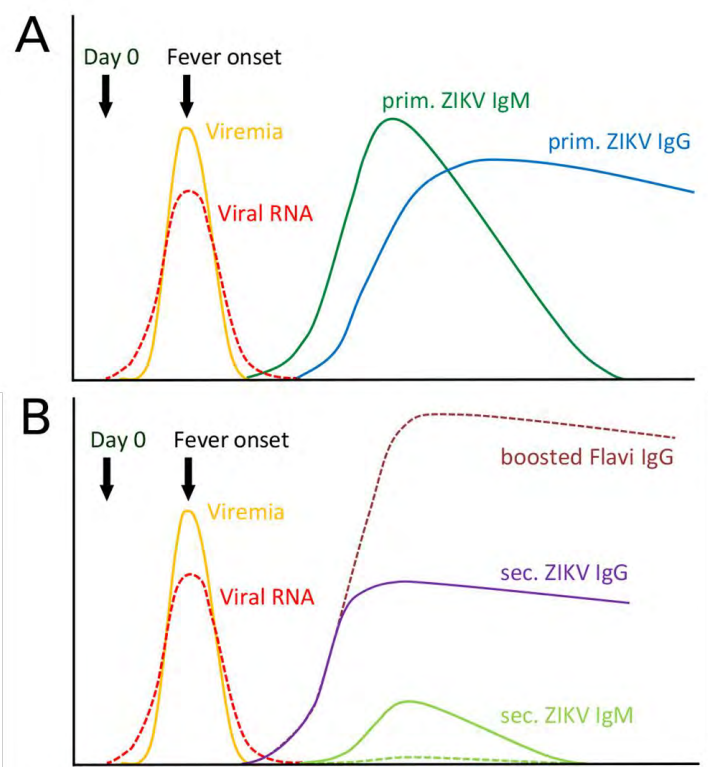 A
Day 0 Fever onset
prim. ZIKV IgM
Viremia
prim. ZIKV IgG
Viral RNA
B
Day 0 Fever onset
boosted Flavi IgG
Viremia
sec. ZIKV IgG
Viral RNA
sec. ZIKV IgM